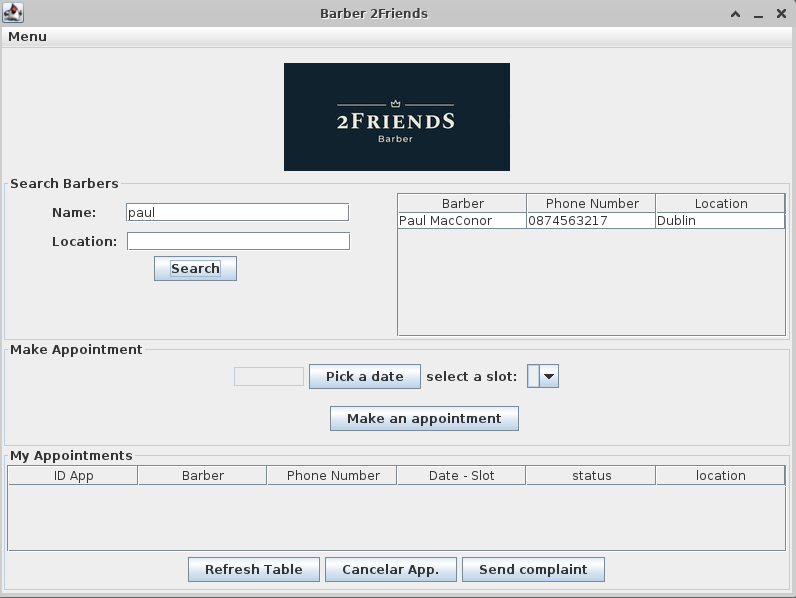 Barber 2Friends
Menu
2FRIENDS
Barber
Search Barbers
Name: paul
Location:
Search
Barber Phone Number Location
Paul MacConor 0874563217 Dublin
Make Appointment
Pick a date select a slot:
Make an appointment
My Appointments
ID App Barber Phone Number Date - Slot status location
Refresh Table Cancelar App. Send complaint